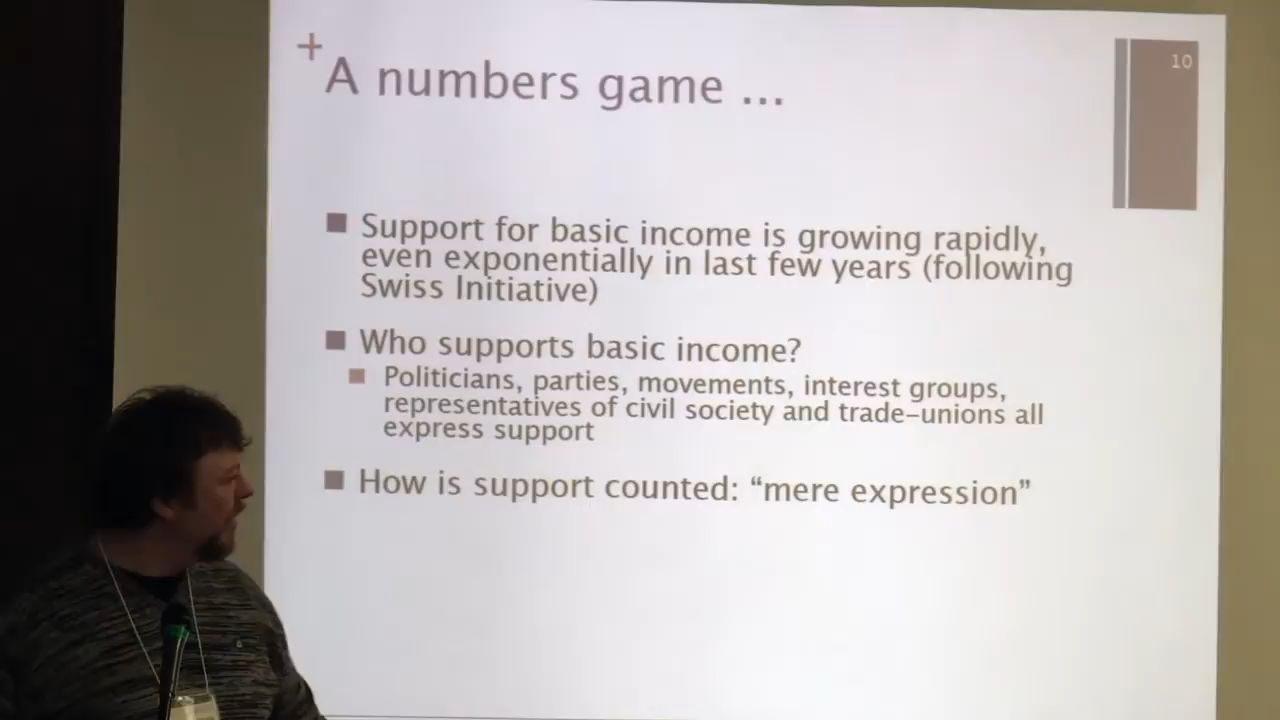 +
A numbers game ...
10
Support for basic income is growing rapidly,
even exponentially in last few years (following
Swiss Initiative)
Who supports basic income?
Politicians, parties, movements, interest groups,
representatives of civil society and trade-unions all
express support
How is support counted: “mere expression”